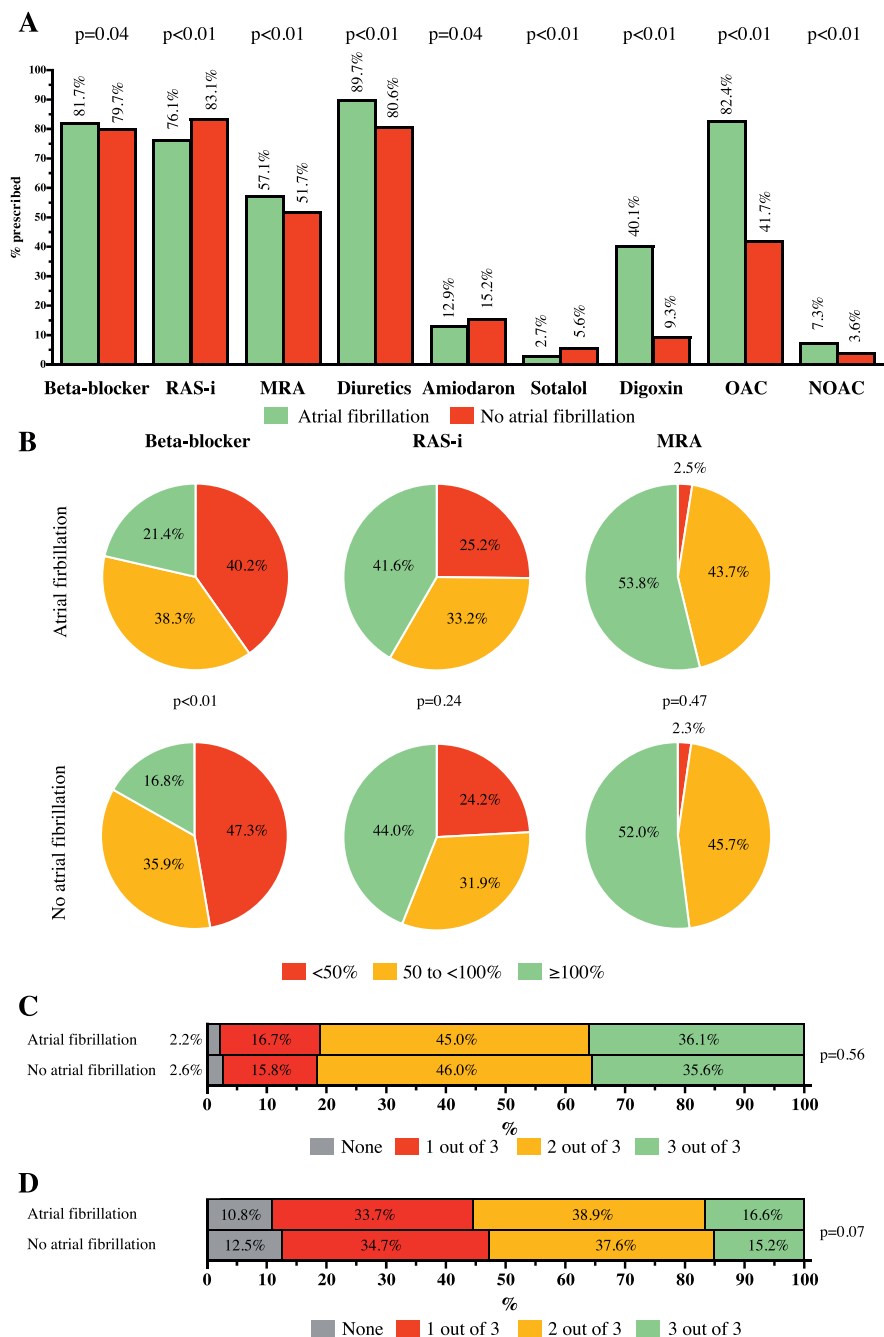 A
p=0.04 p<0.01 p<0.01 p<0.01 p=0.04 p<0.01 p<0.01 p<0.01 p<0.01
% prescribed
100
90
80
70
60
50
40
30
20
10
0
81.7% 79.7% 76.1% 83.1% 57.1% 51.7% 89.7% 80.6% 12.9% 15.2% 2.7% 5.6% 40.1% 9.3% 82.4% 41.7% 7.3% 3.6%
Beta-blocker RAS-i MRA Diuretics Amiodaron Sotalol Digoxin OAC NOAC
Atrial fibrillation No atrial fibrillation
B
Beta-blocker RAS-i MRA
Atrial firbillation
2.5%
21.4% 40.2% 41.6% 25.2% 53.8% 43.7%
38.3% 33.2%
p<0.01 p=0.24 p=0.47
No atrial fibrillation
2.3%
16.8% 47.3% 44.0% 24.2% 52.0% 45.7%
35.9% 31.9%
<50% 50 to <100% ≥100%
C
Atrial fibrillation 2.2% 16.7% 45.0% 36.1%
p=0.56
No atrial fibrillation 2.6% 15.8% 46.0% 35.6%
0 10 20 30 40 50 60 70 80 90 100
%
None 1 out of 3 2 out of 3 3 out of 3
D
Atrial fibrillation 10.8% 33.7% 38.9% 16.6%
p=0.07
No atrial fibrillation 12.5% 34.7% 37.6% 15.2%
0 10 20 30 40 50 60 70 80 90 100
%
None 1 out of 3 2 out of 3 3 out of 3